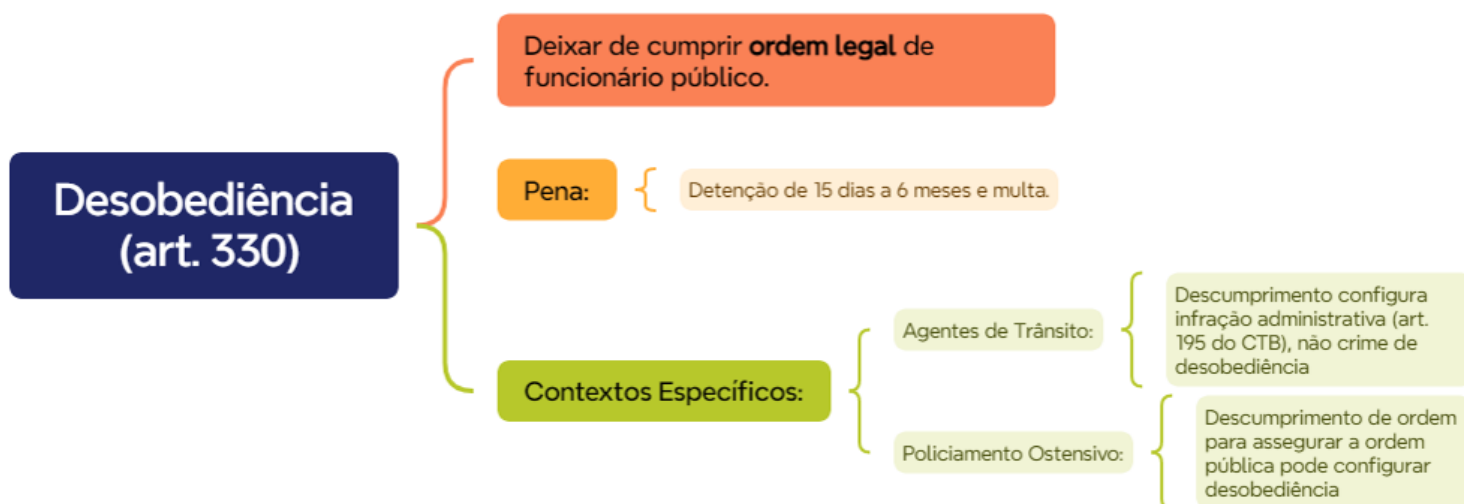 Desobediência
(art. 330)
Deixar de cumprir ordem legal de
funcionário público.
Pena:
Detenção de 15 dias a 6 meses e multa.
Contextos Específicos:
Agentes de Trânsito:
Descumprimento configura
infração administrativa (art.
195 do CTB), não crime de
desobediência
Policiamento Ostensivo:
Descumprimento de ordem
para assegurar a ordem
pública pode configurar
desobediência